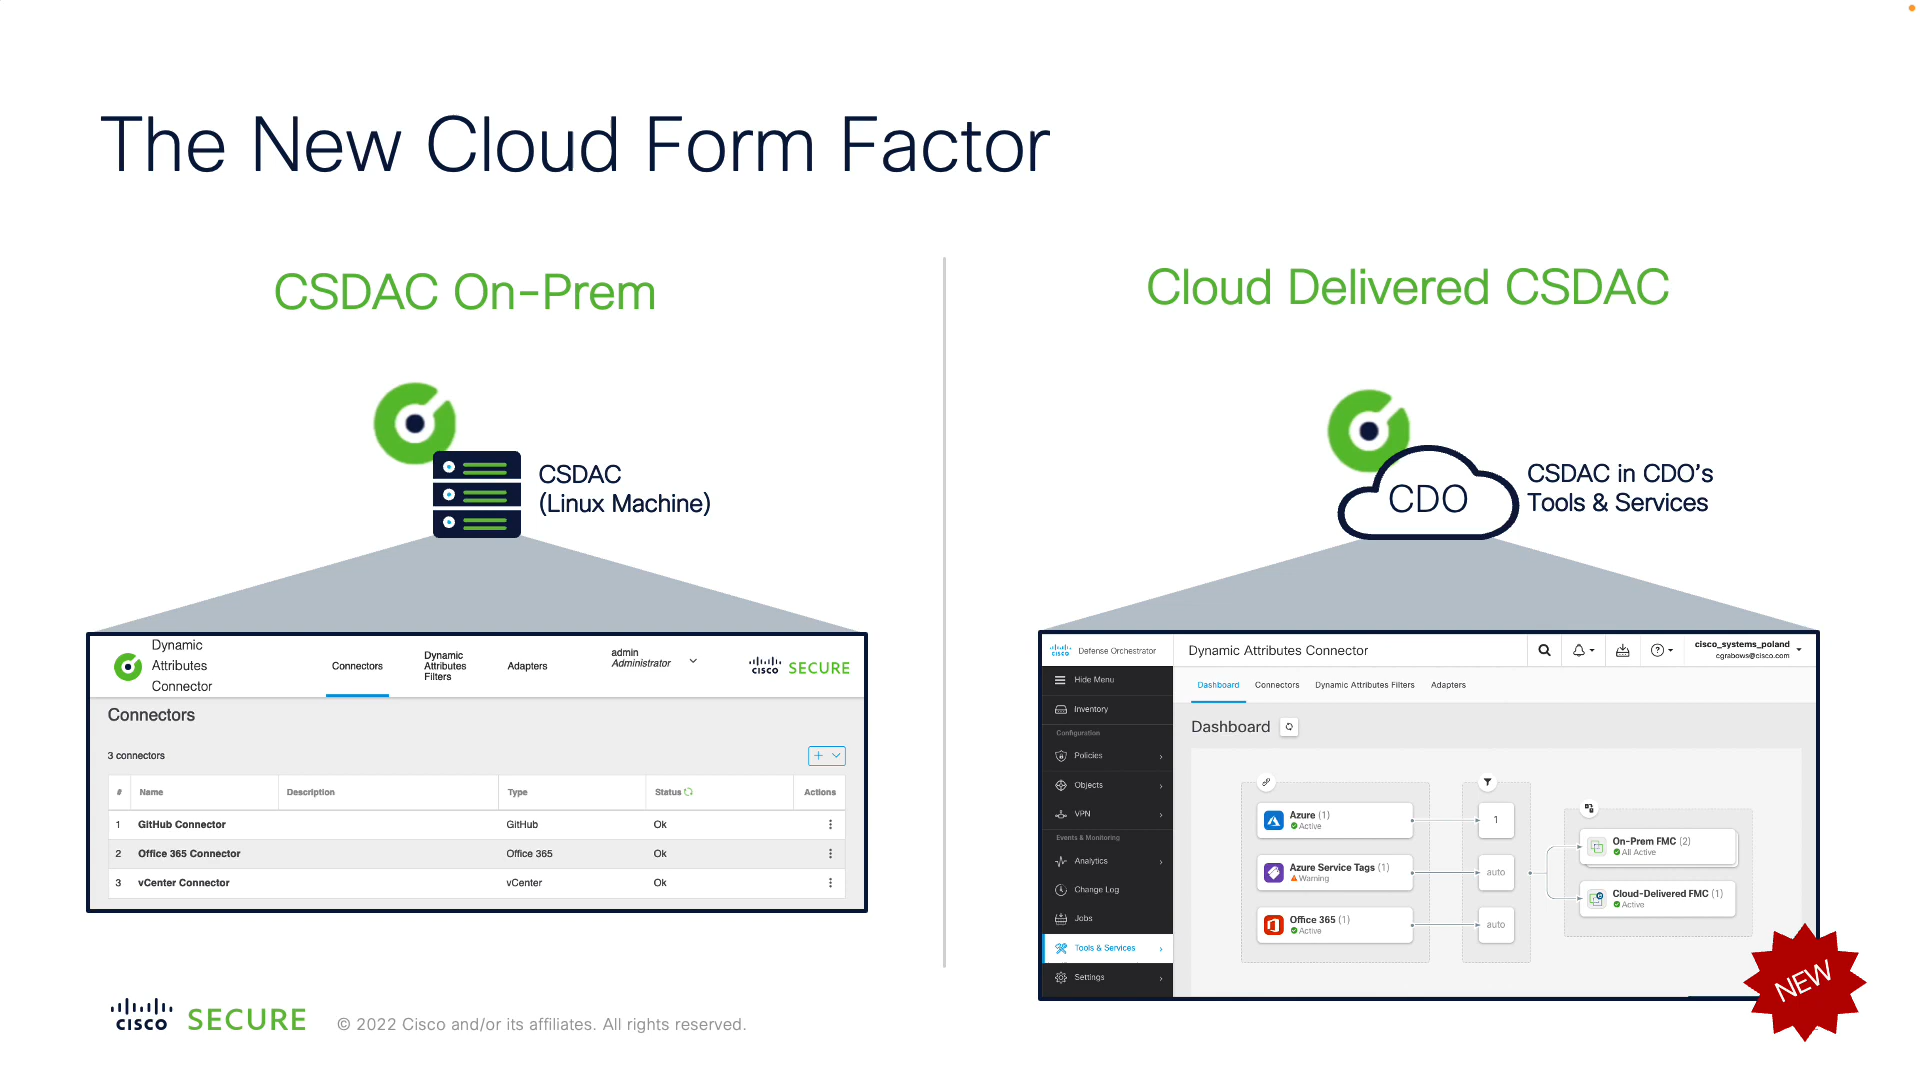 The New Cloud Form Factor
CSDAC On-Prem
CSDAC
(Linux Machine)
Dynamic
Attributes
Connector
Connectors
Dynamic
Attributes
Filters
Adapters
admin
Administrator
cisco SECURE
Connectors
3 connectors
# Name Description Type Status Actions
1 GitHub Connector GitHub Ok
2 Office 365 Connector Office 365 Ok
3 vCenter Connector vCenter Ok
Cloud Delivered CSDAC
CDO
CSDAC in CDO's
Tools & Services
cisco Defense Orchestrator
Dynamic Attributes Connector
cisco_systems_poland
cgrabows@cisco.com
Hide Menu
Inventory
Configuration
Policies
Objects
VPN
Events & Monitoring
Analytics
Change Log
Jobs
Tools & Services
Settings
Dashboard Connectors Dynamic Attributes Filters Adapters
Dashboard
Azure (1)
Active
1
Azure Service Tags (1)
Warning
auto
Office 365 (1)
Active
auto
On-Prem FMC (2)
All Active
Cloud-Delivered FMC (1)
Active
NEW
cisco SECURE © 2022 Cisco and/or its affiliates. All rights reserved.